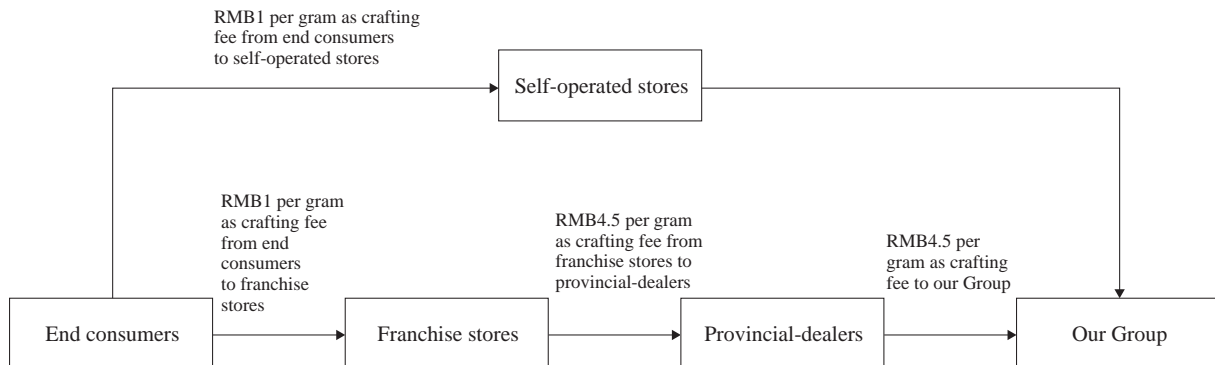 RMB1 per gram as crafting
fee from end consumers
to self-operated stores
Self-operated stores
RMB1 per gram
as crafting fee
from end
consumers
to franchise
stores
RMB4.5 per gram
as crafting fee from
franchise stores to
provincial-dealers
RMB4.5 per
gram as crafting
fee to our Group
End consumers
Franchise stores
Provincial-dealers
Our Group